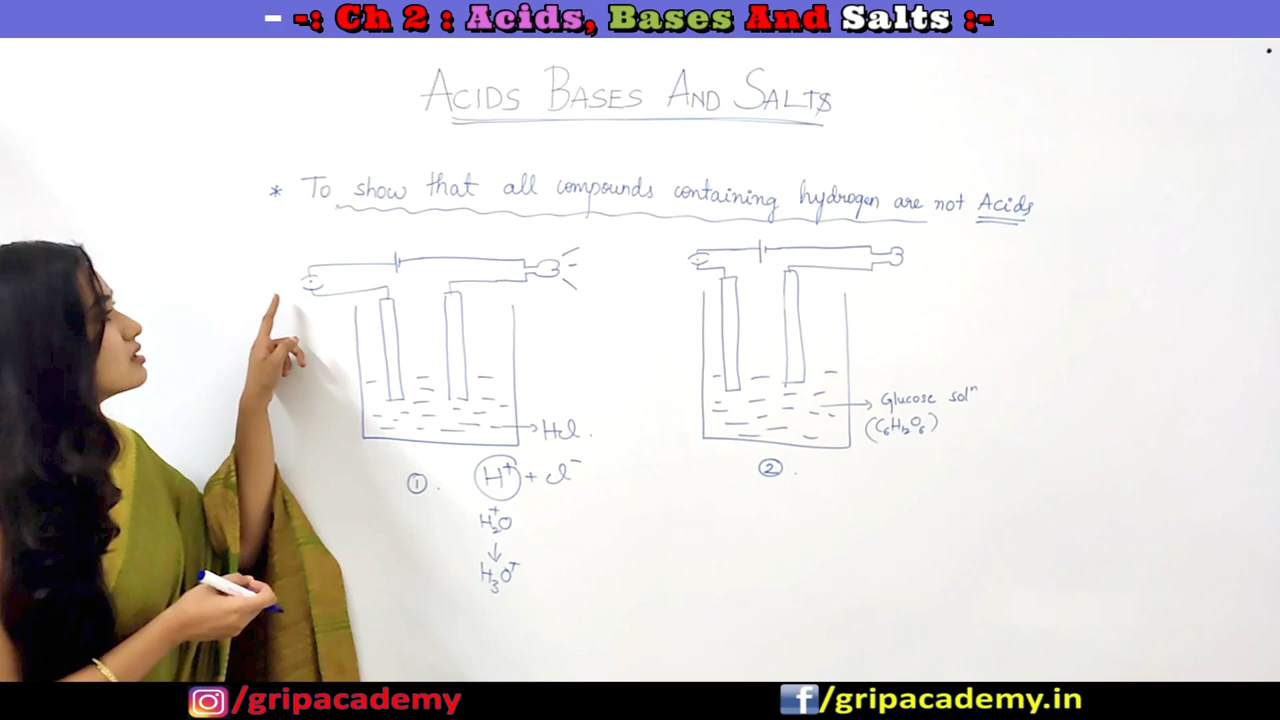 - -: Ch 2 : Acids, Bases And Salts :-
ACIDS BASES AND SALTS
* To show that all compounds containing hydrogen are not Acids
→ HCl .
→ Glucose solⁿ
(C₆H₁₂O₆)
① .
H⁺ + Cl⁻
② .
+
H₂O
↓
H₃O⁺
/gripacademy
f/gripacademy.in